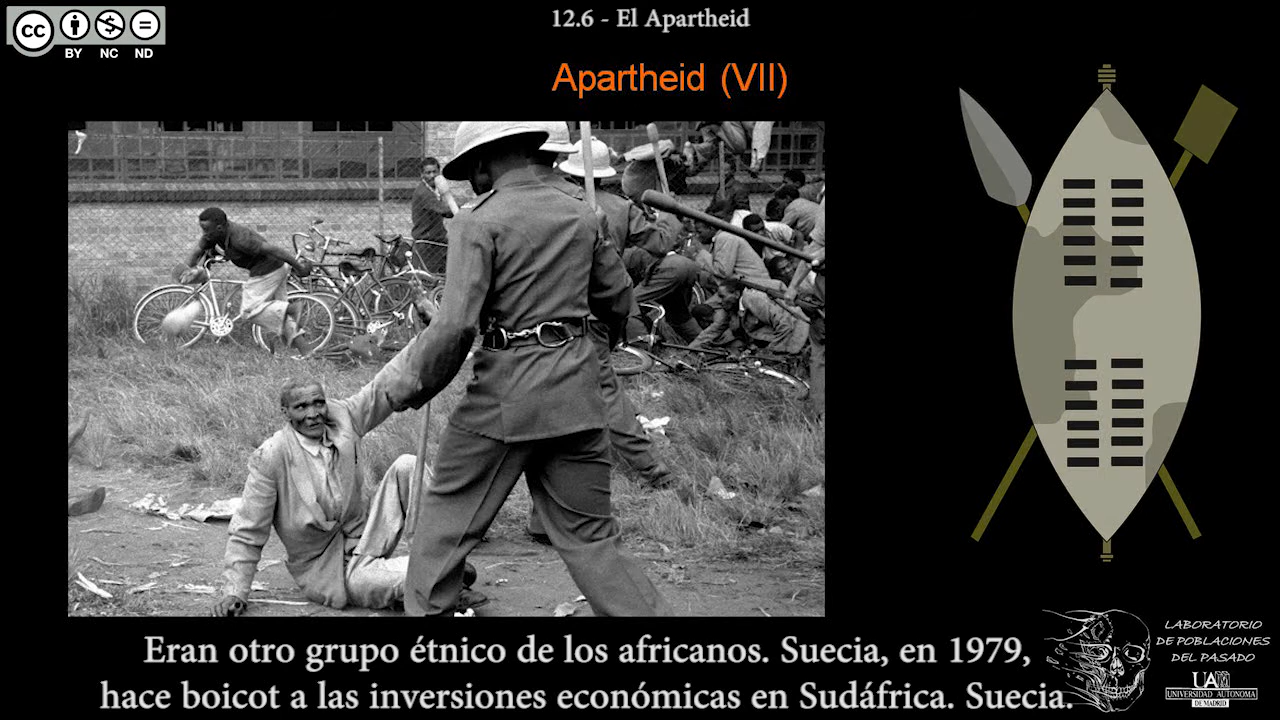 cc
BY NC ND
12.6 - El Apartheid
Apartheid (VII)
Eran otro grupo étnico de los africanos. Suecia, en 1979,
hace boicot a las inversiones económicas en Sudáfrica. Suecia.
LABORATORIO
DE POBLACIONES
DEL PASADO
UAM
UNIVERSIDAD AUTONOMA
DE MADRID